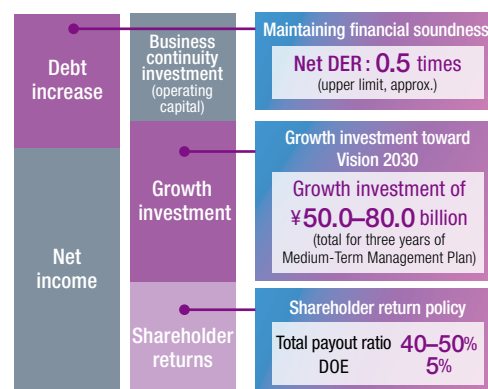 Debt
increase
Net
income
Business
continuity
investment
(operating
capital)
Growth
investment
Shareholder
returns
Maintaining financial soundness
Net DER : 0.5 times
(upper limit, approx.)
Growth investment toward
Vision 2030
Growth investment of
¥50.0–80.0 billion
(total for three years of
Medium-Term Management Plan)
Shareholder return policy
Total payout ratio 40–50%
DOE 5%